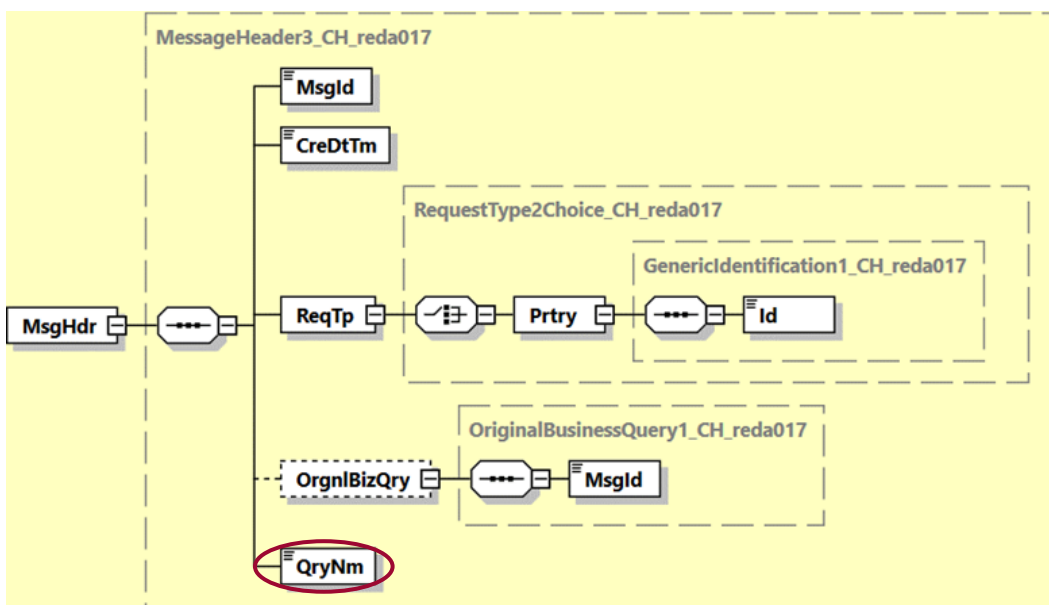 MessageHeader3_CH_reda017
MsgId
CreDtTm
RequestType2Choice_CH_reda017
GenericIdentification1_CH_reda017
MsgHdr
ReqTp
Prtry
Id
OriginalBusinessQuery1_CH_reda017
OrgnlBizQry
MsgId
QryNm